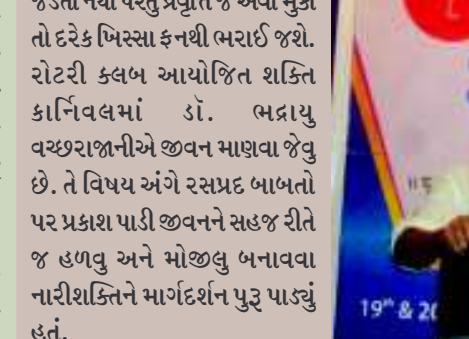 તો દરેક ખિસ્સા ફનથી ભરાઈ જશે.
રોટરી ક્લબ આયોજિત શક્તિ
કાર્નિવલમાં ડૉ. ભદ્રાયુ
વચ્છરાજાનીએ જીવન માણવા જેવુ
છે. તે વિષય અંગે રસપ્રદ બાબતો
પર પ્રકાશ પાડી જીવનને સહજ રીતે
જ હળવુ અને મોજીલુ બનાવવા
નારીશક્તિને માર્ગદર્શન પુરૂ પાડ્યું
હતું.
19th & 20